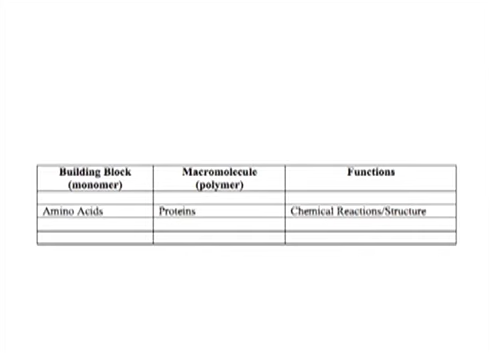 Building Block Macromolecule Functions
(monomer) (polymer)
Amino Acids Proteins Chemical Reactions/Structure